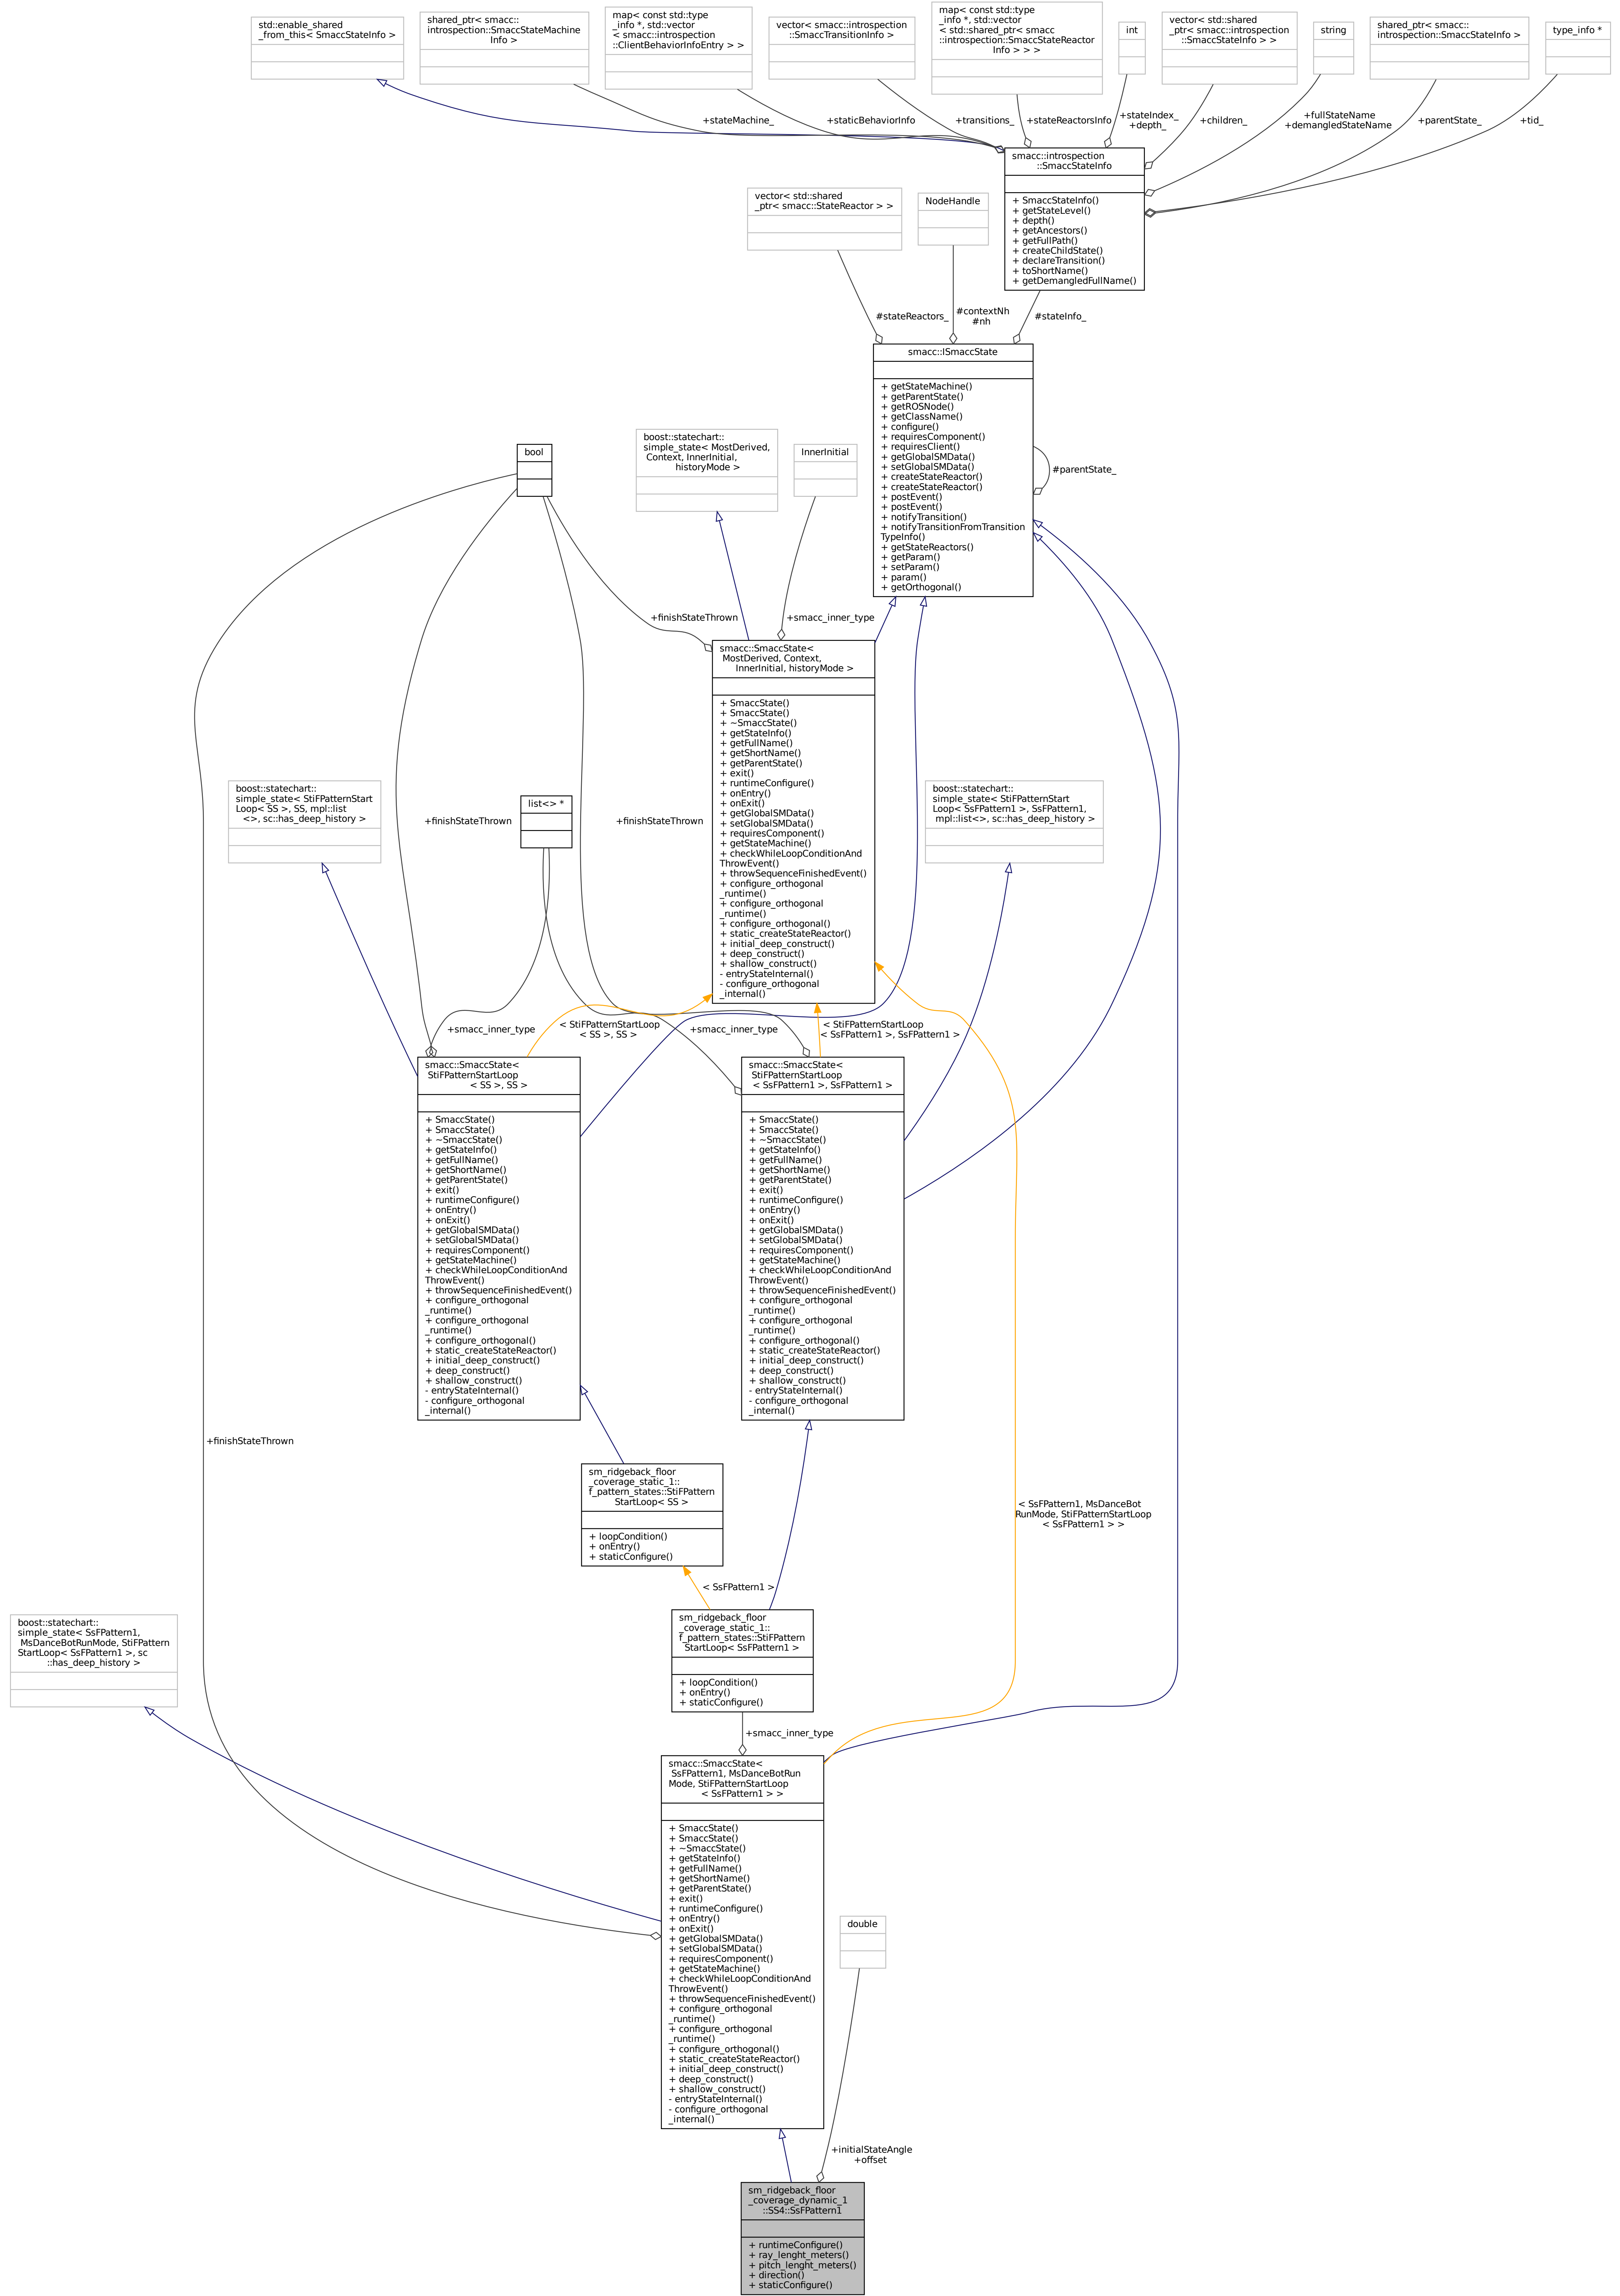 std::enable_shared
_from_this< SmaccStateInfo >
shared_ptr< smacc::
introspection::SmaccStateMachine
Info >
map< const std::type
_info *, std::vector
< smacc::introspection
::ClientBehaviorInfoEntry > >
vector< smacc::introspection
::SmaccTransitionInfo >
map< const std::type
_info *, std::vector
< std::shared_ptr< smacc
::introspection::SmaccStateReactor
Info > > >
int
vector< std::shared
_ptr< smacc::introspection
::SmaccStateInfo > >
string
shared_ptr< smacc::
introspection::SmaccStateInfo >
type_info *
+stateMachine_
+staticBehaviorInfo
+transitions_
+stateReactorsInfo
+stateIndex_
+depth_
+children_
+fullStateName
+demangledStateName
+parentState_
+tid_
smacc::introspection
::SmaccStateInfo
+ SmaccStateInfo()
+ getStateLevel()
+ depth()
+ getAncestors()
+ getFullPath()
+ createChildState()
+ declareTransition()
+ toShortName()
+ getDemangledFullName()
vector< std::shared
_ptr< smacc::StateReactor > >
NodeHandle
#stateReactors_
#contextNh
#nh
#stateInfo_
smacc::ISmaccState
+ getStateMachine()
+ getParentState()
+ getROSNode()
+ getClassName()
+ configure()
+ requiresComponent()
+ requiresClient()
+ getGlobalSMData()
+ setGlobalSMData()
+ createStateReactor()
+ createStateReactor()
+ postEvent()
+ postEvent()
+ notifyTransition()
+ notifyTransitionFromTransition
TypeInfo()
+ getStateReactors()
+ getParam()
+ setParam()
+ param()
+ getOrthogonal()
#parentState_
bool
boost::statechart::
simple_state< MostDerived,
Context, InnerInitial,
historyMode >
InnerInitial
+finishStateThrown
+smacc_inner_type
smacc::SmaccState<
MostDerived, Context,
InnerInitial, historyMode >
+ SmaccState()
+ SmaccState()
+ ~SmaccState()
+ getStateInfo()
+ getFullName()
+ getShortName()
+ getParentState()
+ exit()
+ runtimeConfigure()
+ onEntry()
+ onExit()
+ getGlobalSMData()
+ setGlobalSMData()
+ requiresComponent()
+ getStateMachine()
+ checkWhileLoopConditionAnd
ThrowEvent()
+ throwSequenceFinishedEvent()
+ configure_orthogonal
_runtime()
+ configure_orthogonal
_runtime()
+ configure_orthogonal()
+ static_createStateReactor()
+ initial_deep_construct()
+ deep_construct()
+ shallow_construct()
- entryStateInternal()
- configure_orthogonal
_internal()
boost::statechart::
simple_state< StiFPatternStart
Loop< SS >, SS, mpl::list
<>, sc::has_deep_history >
list<> *
+finishStateThrown
+finishStateThrown
boost::statechart::
simple_state< StiFPatternStart
Loop< SsFPattern1 >, SsFPattern1,
mpl::list<>, sc::has_deep_history >
+smacc_inner_type
< StiFPatternStartLoop
< SS >, SS >
+smacc_inner_type
< StiFPatternStartLoop
< SsFPattern1 >, SsFPattern1 >
smacc::SmaccState<
StiFPatternStartLoop
< SS >, SS >
+ SmaccState()
+ SmaccState()
+ ~SmaccState()
+ getStateInfo()
+ getFullName()
+ getShortName()
+ getParentState()
+ exit()
+ runtimeConfigure()
+ onEntry()
+ onExit()
+ getGlobalSMData()
+ setGlobalSMData()
+ requiresComponent()
+ getStateMachine()
+ checkWhileLoopConditionAnd
ThrowEvent()
+ throwSequenceFinishedEvent()
+ configure_orthogonal
_runtime()
+ configure_orthogonal
_runtime()
+ configure_orthogonal()
+ static_createStateReactor()
+ initial_deep_construct()
+ deep_construct()
+ shallow_construct()
- entryStateInternal()
- configure_orthogonal
_internal()
smacc::SmaccState<
StiFPatternStartLoop
< SsFPattern1 >, SsFPattern1 >
+ SmaccState()
+ SmaccState()
+ ~SmaccState()
+ getStateInfo()
+ getFullName()
+ getShortName()
+ getParentState()
+ exit()
+ runtimeConfigure()
+ onEntry()
+ onExit()
+ getGlobalSMData()
+ setGlobalSMData()
+ requiresComponent()
+ getStateMachine()
+ checkWhileLoopConditionAnd
ThrowEvent()
+ throwSequenceFinishedEvent()
+ configure_orthogonal
_runtime()
+ configure_orthogonal
_runtime()
+ configure_orthogonal()
+ static_createStateReactor()
+ initial_deep_construct()
+ deep_construct()
+ shallow_construct()
- entryStateInternal()
- configure_orthogonal
_internal()
+finishStateThrown
sm_ridgeback_floor
_coverage_static_1::
f_pattern_states::StiFPattern
StartLoop< SS >
+ loopCondition()
+ onEntry()
+ staticConfigure()
< SsFPattern1, MsDanceBot
RunMode, StiFPatternStartLoop
< SsFPattern1 > >
< SsFPattern1 >
sm_ridgeback_floor
_coverage_static_1::
f_pattern_states::StiFPattern
StartLoop< SsFPattern1 >
+ loopCondition()
+ onEntry()
+ staticConfigure()
boost::statechart::
simple_state< SsFPattern1,
MsDanceBotRunMode, StiFPattern
StartLoop< SsFPattern1 >, sc
::has_deep_history >
+smacc_inner_type
smacc::SmaccState<
SsFPattern1, MsDanceBotRun
Mode, StiFPatternStartLoop
< SsFPattern1 > >
+ SmaccState()
+ SmaccState()
+ ~SmaccState()
+ getStateInfo()
+ getFullName()
+ getShortName()
+ getParentState()
+ exit()
+ runtimeConfigure()
+ onEntry()
+ onExit()
+ getGlobalSMData()
+ setGlobalSMData()
+ requiresComponent()
+ getStateMachine()
+ checkWhileLoopConditionAnd
ThrowEvent()
+ throwSequenceFinishedEvent()
+ configure_orthogonal
_runtime()
+ configure_orthogonal
_runtime()
+ configure_orthogonal()
+ static_createStateReactor()
+ initial_deep_construct()
+ deep_construct()
+ shallow_construct()
- entryStateInternal()
- configure_orthogonal
_internal()
double
+initialStateAngle
+offset
sm_ridgeback_floor
_coverage_dynamic_1
::SS4::SsFPattern1
+ runtimeConfigure()
+ ray_lenght_meters()
+ pitch_lenght_meters()
+ direction()
+ staticConfigure()